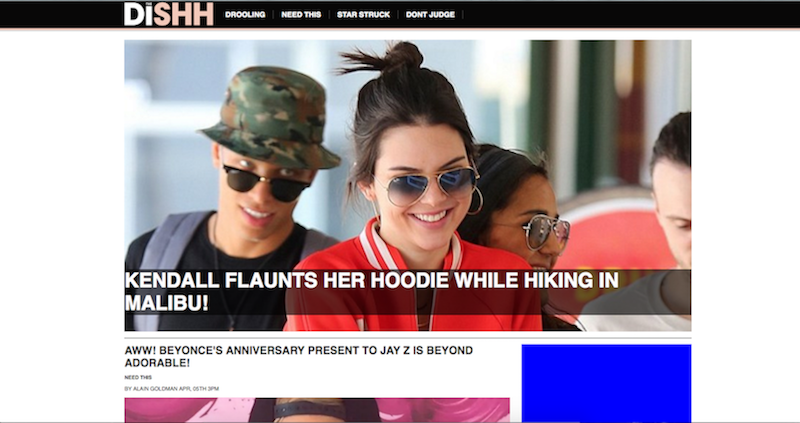 THE
DiSHH
DROOLING NEED THIS STAR STRUCK DONT JUDGE
KENDALL FLAUNTS HER HOODIE WHILE HIKING IN
MALIBU!
AWW! BEYONCE'S ANNIVERSARY PRESENT TO JAY Z IS BEYOND
ADORABLE!
NEED THIS
BY ALAIN GOLDMAN APR, 05TH 3PM